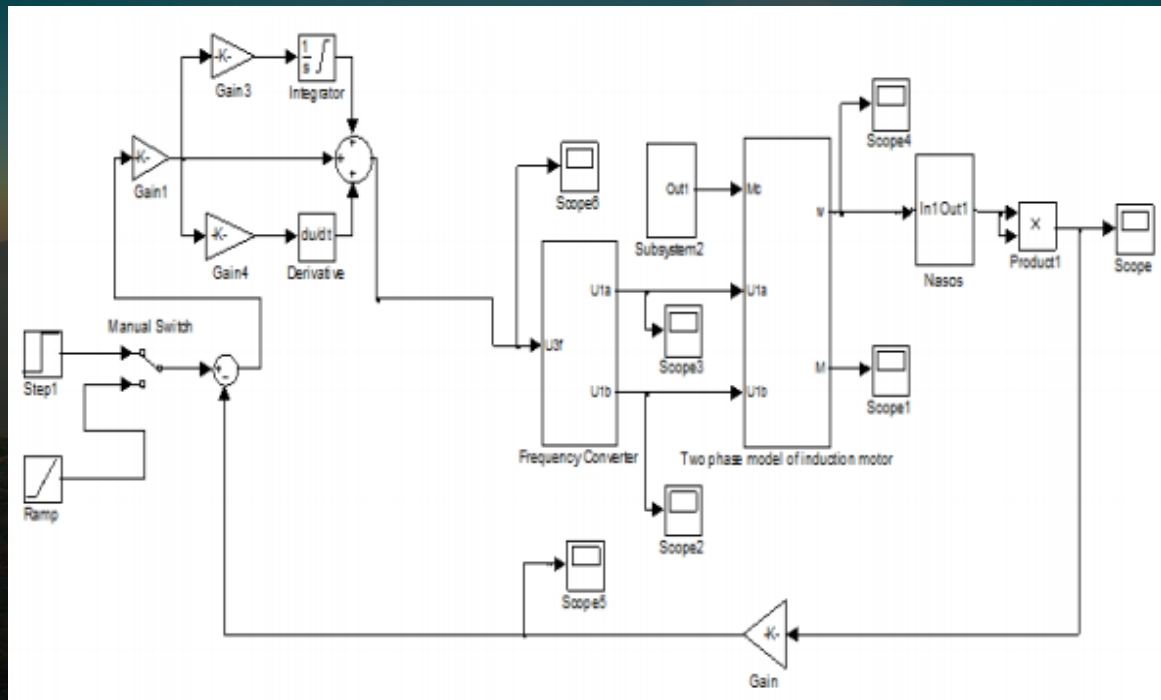 -K-
Gain3
1
s
Integrator
+
+
+
-K-
Gain1
-K-
Gain4
du/dt
Derivative
Manual Switch
Step1
Ramp
+
-
Scope6
Out1
Subsystem2
U3f
U1a
U1b
Frequency Converter
Scope3
Scope2
Mc
U1a
U1b
w
M
Two phase model of induction motor
Scope4
Scope1
In1 Out1
Nasos
X
Product1
Scope
Scope5
-K-
Gain